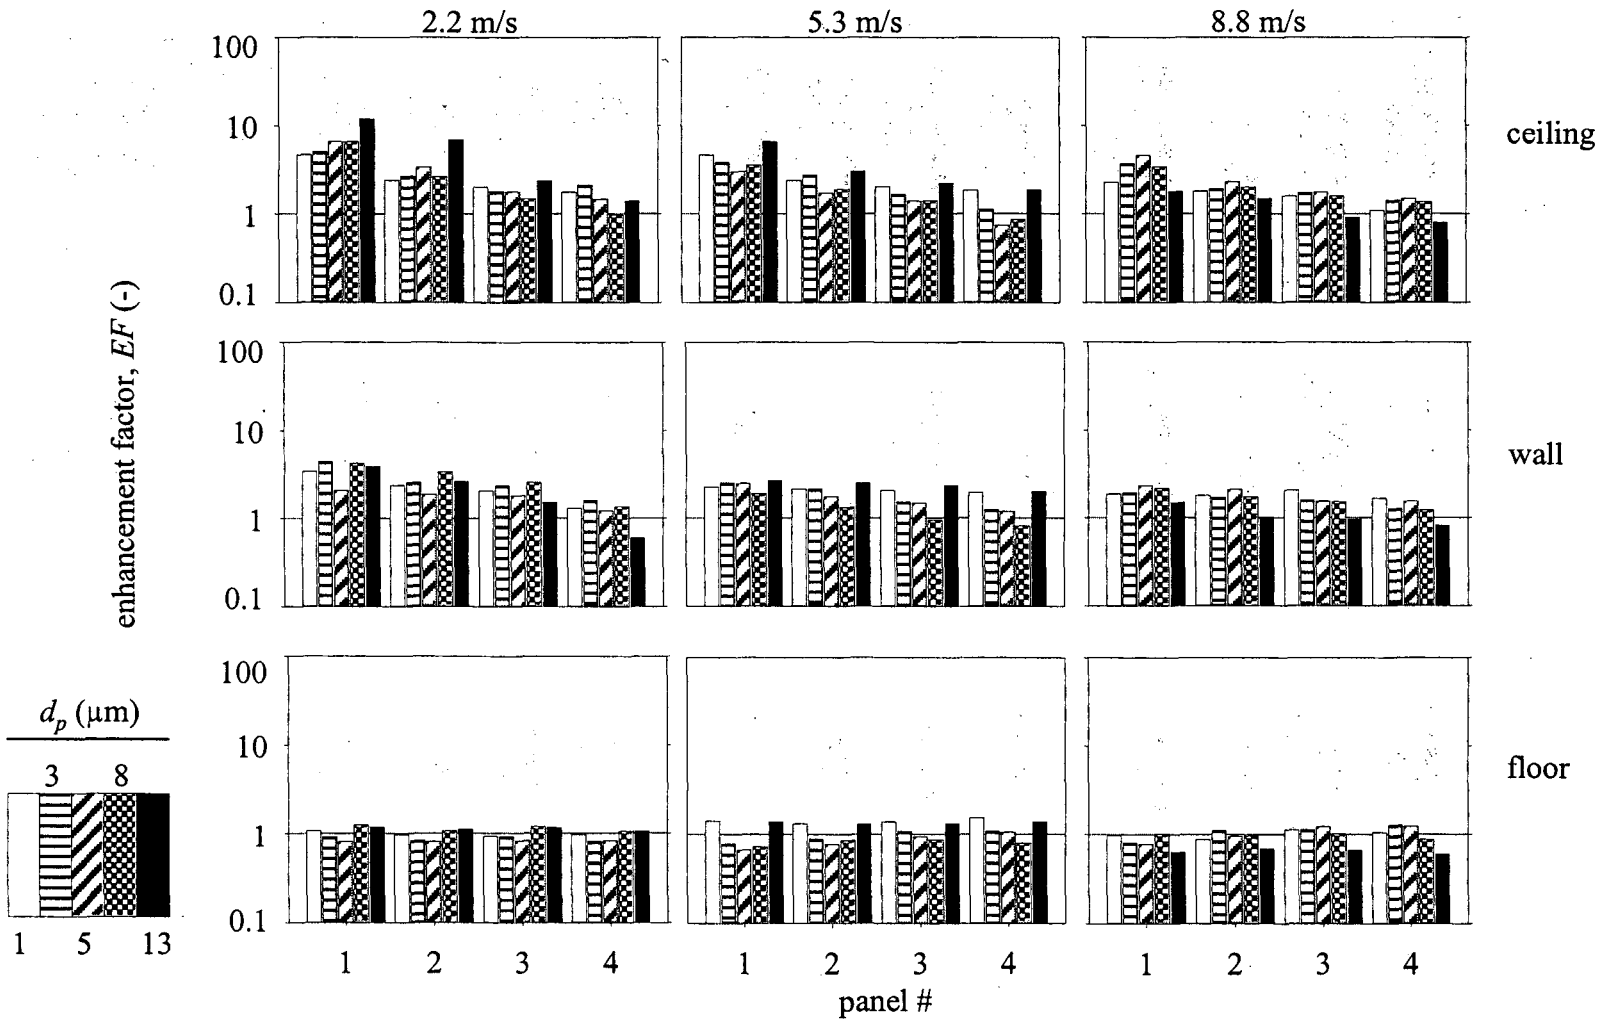 2.2 m/s 5.3 m/s 8.8 m/s
100
10
1
0.1
ceiling
enhancement factor, EF (-)
100
10
1
0.1
wall
100
10
1
0.1
floor
1 2 3 4 1 2 3 4 1 2 3 4
panel #
d_p (μm)
3 8
1 5 13